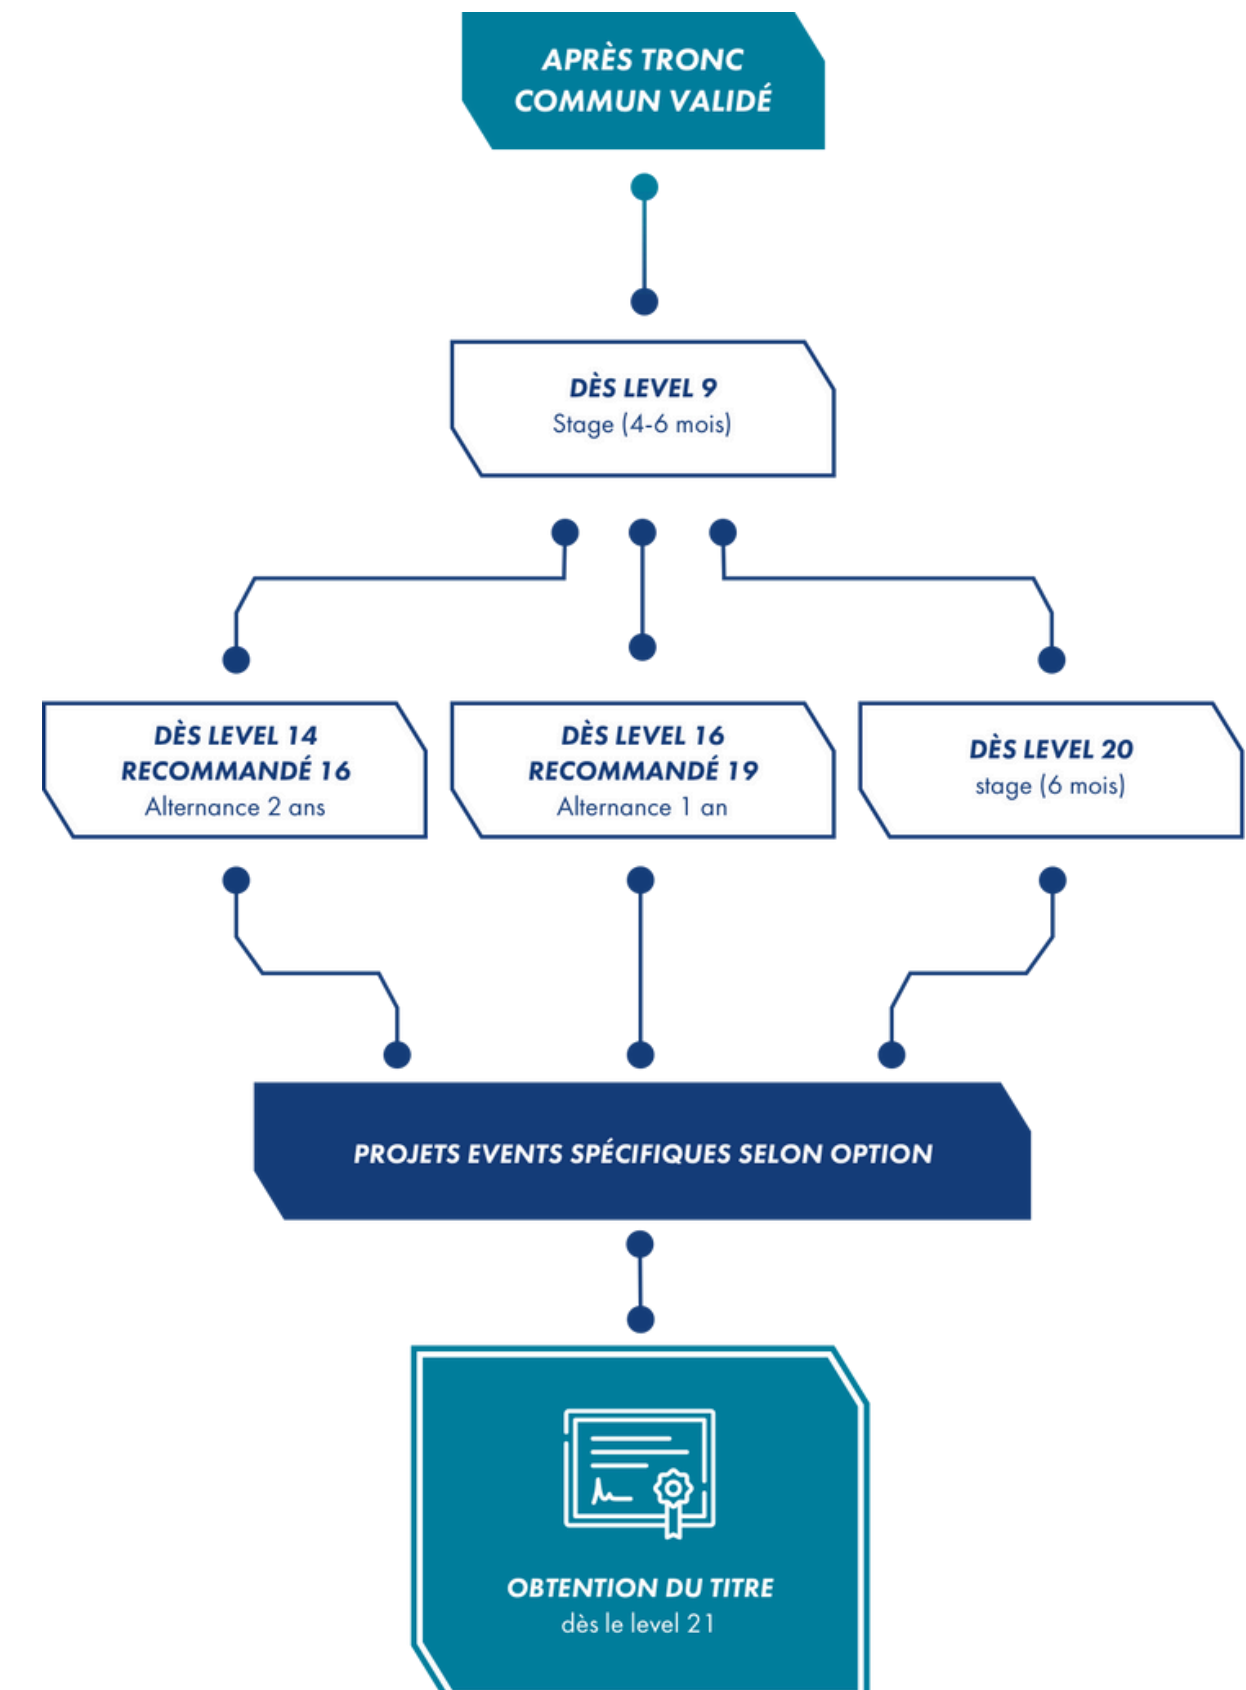 APRÈS TRONC
COMMUN VALIDÉ
DÈS LEVEL 9
Stage (4-6 mois)
DÈS LEVEL 14
RECOMMANDÉ 16
Alternance 2 ans
DÈS LEVEL 16
RECOMMANDÉ 19
Alternance 1 an
DÈS LEVEL 20
stage (6 mois)
PROJETS EVENTS SPÉCIFIQUES SELON OPTION
OBTENTION DU TITRE
dès le level 21